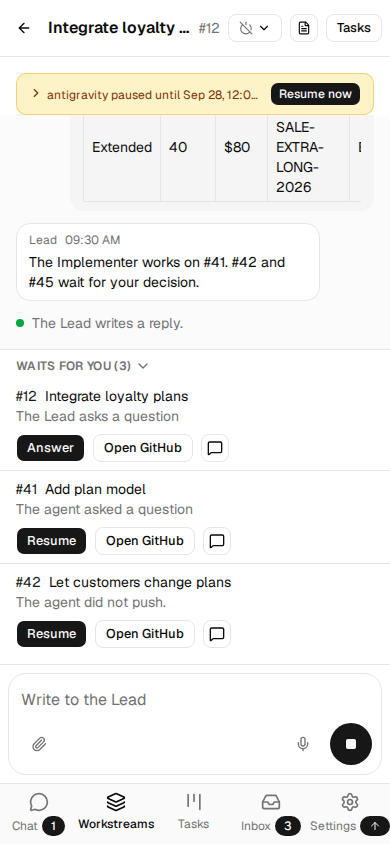 Integrate loyalty ... #12 Tasks
antigravity paused until Sep 28, 12:0... Resume now
Extended 40 $80 SALE-
EXTRA-
LONG-
2026
Lead 09:30 AM
The Implementer works on #41. #42 and
#45 wait for your decision.
The Lead writes a reply.
WAITS FOR YOU (3)
#12 Integrate loyalty plans
The Lead asks a question
Answer Open GitHub
#41 Add plan model
The agent asked a question
Resume Open GitHub
#42 Let customers change plans
The agent did not push.
Resume Open GitHub
Write to the Lead
Chat 1 Workstreams Tasks Inbox 3 Settings